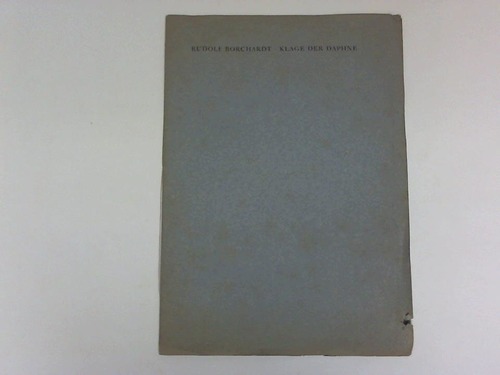 RUDOLF BORCHARDT KLAGE DER DAPHNE